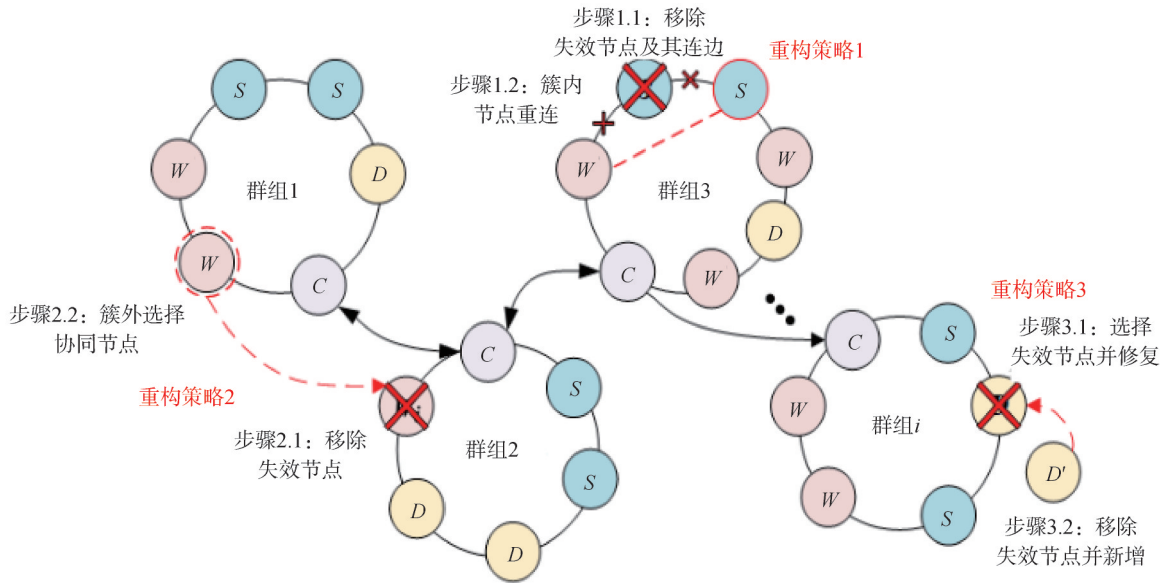 步骤1.1：移除
失效节点及其连边
重构策略1
步骤1.2：簇内
节点重连
S
S
W
D
群组1
W
C
步骤2.2：簇外选择
协同节点
重构策略2
S
W
W
群组3
D
C
W
C
步骤2.1：移除
失效节点
S
群组2
S
D
D
重构策略3
步骤3.1：选择
失效节点并修复
C
S
W
群组i
W
S
D'
步骤3.2：移除
失效节点并新增